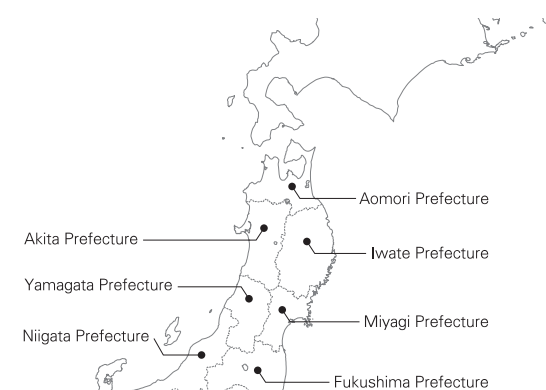 Aomori Prefecture
Akita Prefecture
Iwate Prefecture
Yamagata Prefecture
Miyagi Prefecture
Niigata Prefecture
Fukushima Prefecture